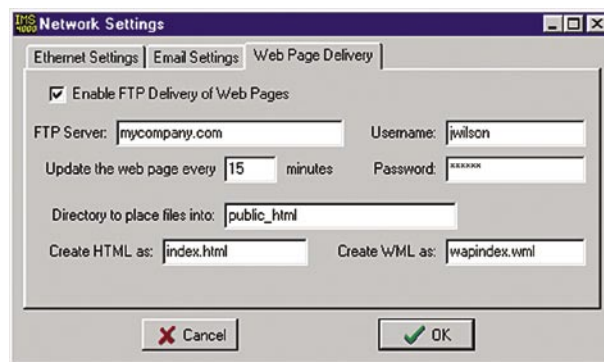 IMS 4000 Network Settings
Ethernet Settings Email Settings Web Page Delivery
Enable FTP Delivery of Web Pages
FTP Server: mycompany.com Username: jwilson
Update the web page every 15 minutes Password: xxxxxx
Directory to place files into: public_html
Create HTML as: index.html Create WML as: wapindex.wml
Cancel OK